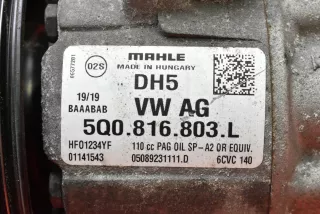 MAHLE
02S
MADE IN HUNGARY
DH5
19/19
BAAABAB
VW AG
5Q0.816.803.L
HFO1234YF
110 cc PAG OIL SP-A2 OR EQUIV.
01141543
05089231111.D
6CVC 140